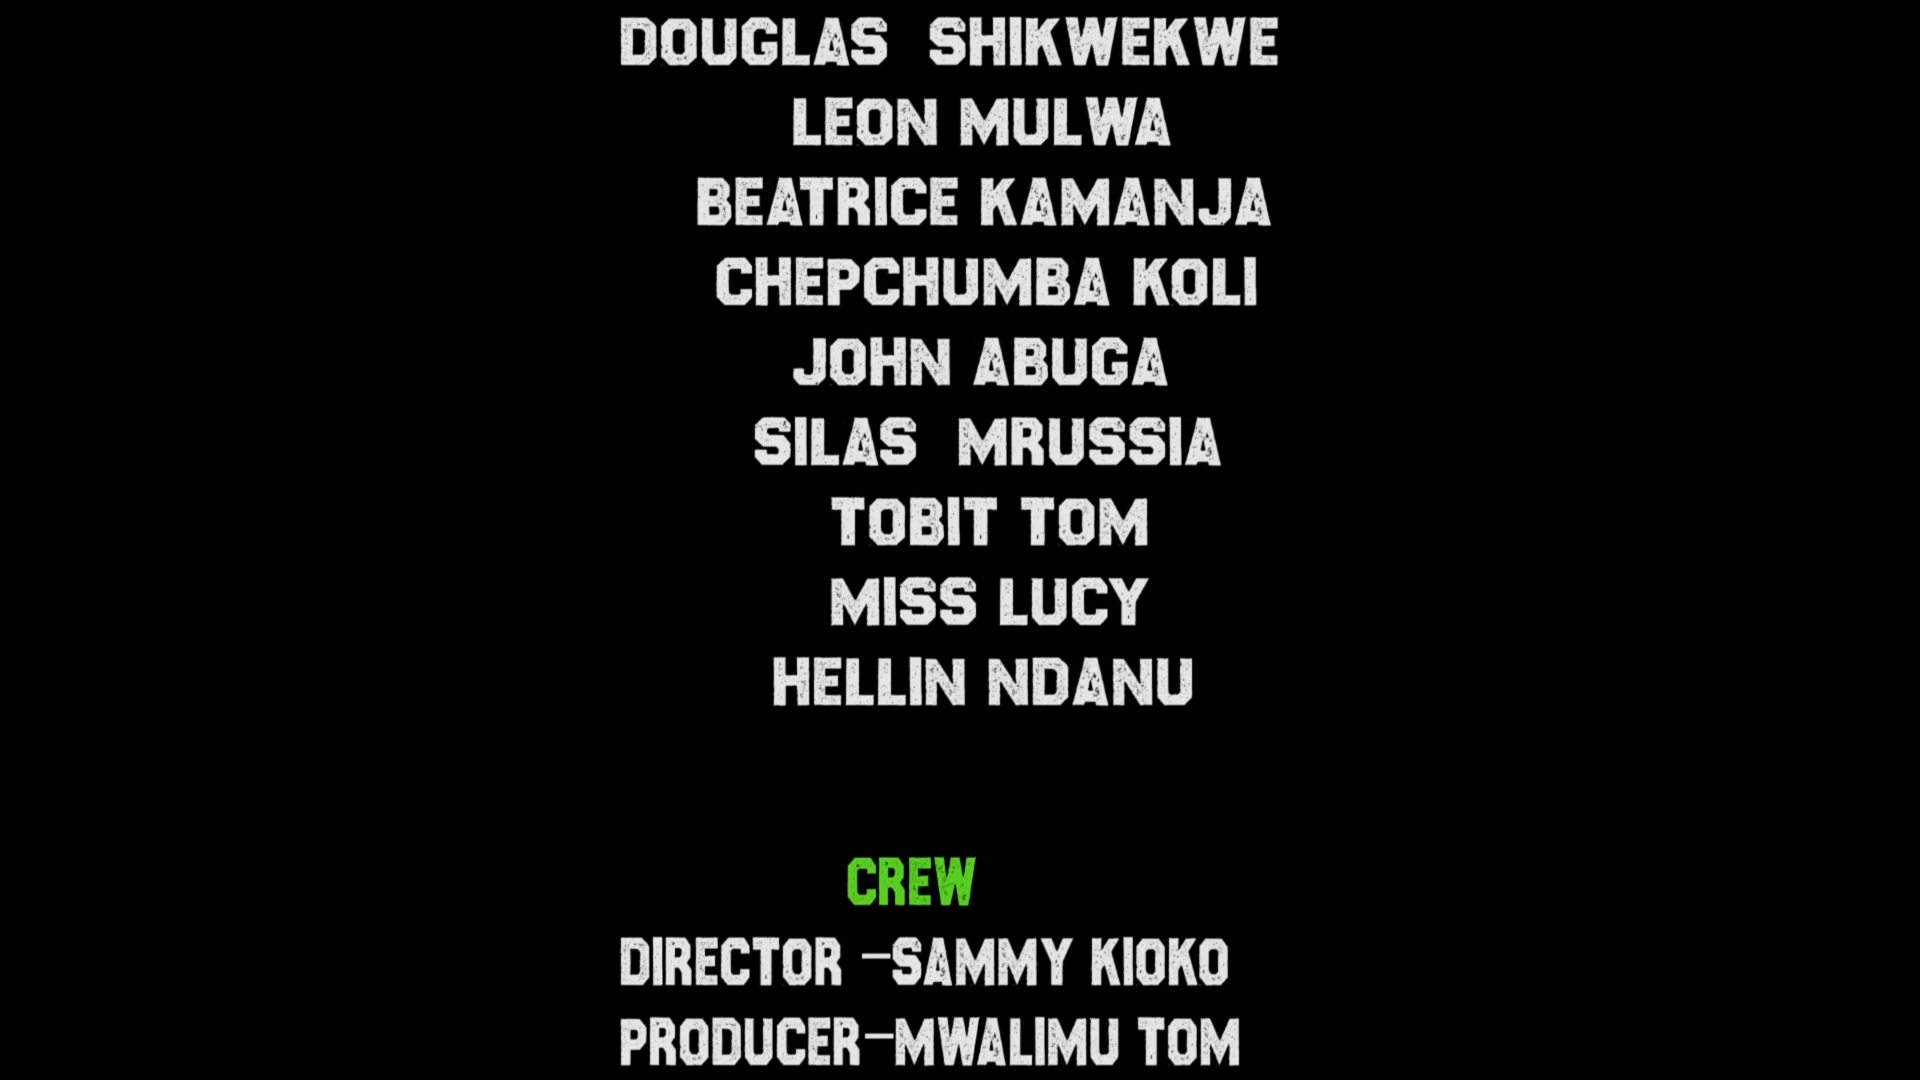 DOUGLAS SHIKWEKWE
LEON MULWA
BEATRICE KAMANJA
CHEPCHUMBA KOLI
JOHN ABUGA
SILAS MRUSSIA
TOBIT TOM
MISS LUCY
HELLIN NDANU
CREW
DIRECTOR –SAMMY KIOKO
PRODUCER–MWALIMU TOM